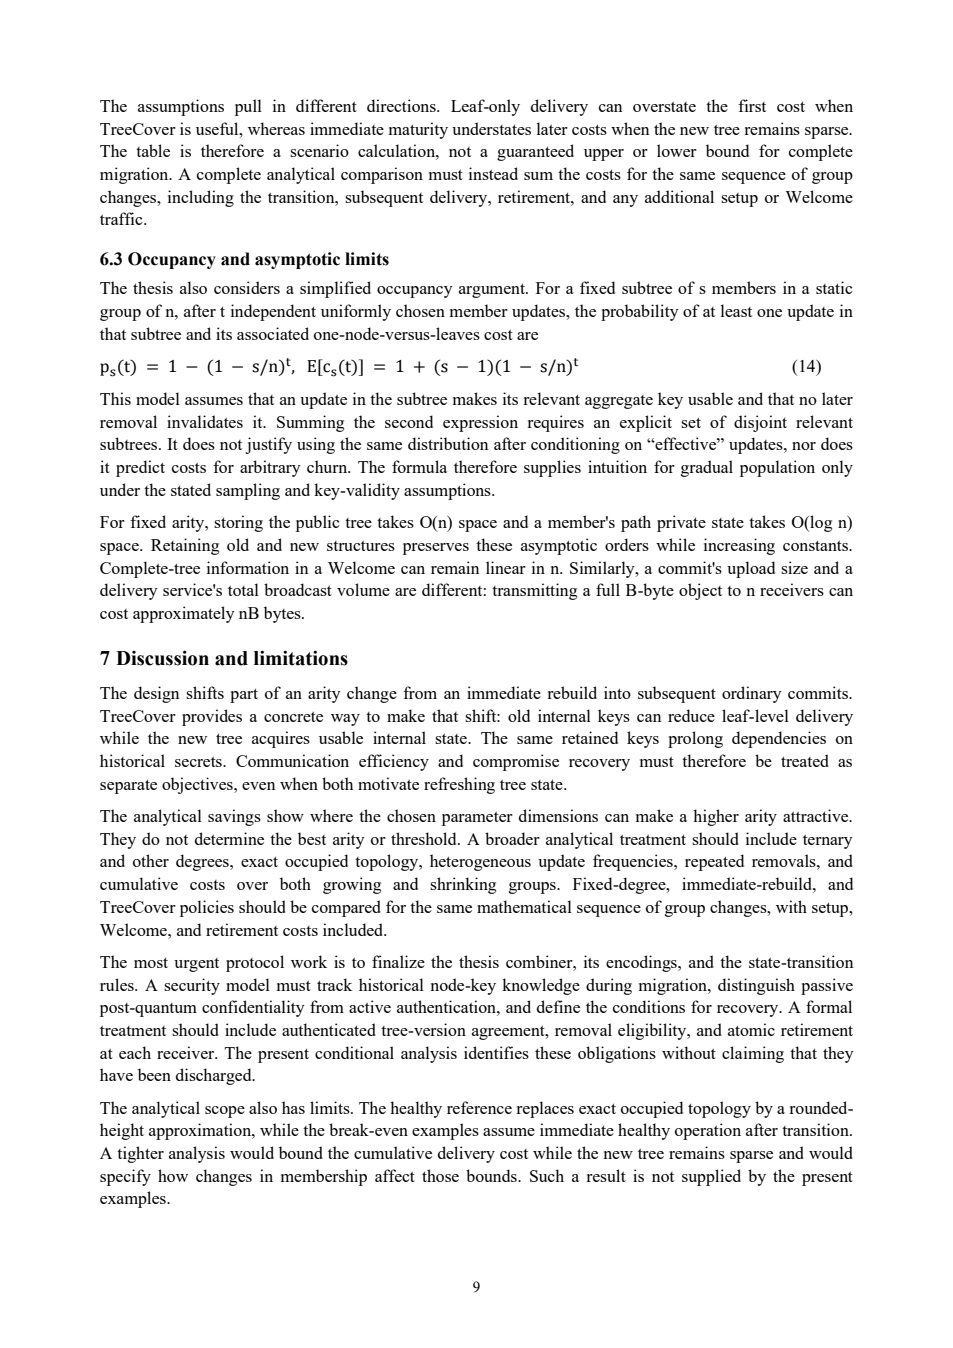 The assumptions pull in different directions. Leaf-only delivery can overstate the first cost when
TreeCover is useful, whereas immediate maturity understates later costs when the new tree remains sparse.
The table is therefore a scenario calculation, not a guaranteed upper or lower bound for complete
migration. A complete analytical comparison must instead sum the costs for the same sequence of group
changes, including the transition, subsequent delivery, retirement, and any additional setup or Welcome
traffic.
6.3 Occupancy and asymptotic limits
The thesis also considers a simplified occupancy argument. For a fixed subtree of s members in a static
group of n, after t independent uniformly chosen member updates, the probability of at least one update in
that subtree and its associated one-node-versus-leaves cost are
pₛ(t) = 1 − (1 − s/n)ᵗ, E[cₛ(t)] = 1 + (s − 1)(1 − s/n)ᵗ (14)
This model assumes that an update in the subtree makes its relevant aggregate key usable and that no later
removal invalidates it. Summing the second expression requires an explicit set of disjoint relevant
subtrees. It does not justify using the same distribution after conditioning on “effective” updates, nor does
it predict costs for arbitrary churn. The formula therefore supplies intuition for gradual population only
under the stated sampling and key-validity assumptions.
For fixed arity, storing the public tree takes O(n) space and a member's path private state takes O(log n)
space. Retaining old and new structures preserves these asymptotic orders while increasing constants.
Complete-tree information in a Welcome can remain linear in n. Similarly, a commit's upload size and a
delivery service's total broadcast volume are different: transmitting a full B-byte object to n receivers can
cost approximately nB bytes.
7 Discussion and limitations
The design shifts part of an arity change from an immediate rebuild into subsequent ordinary commits.
TreeCover provides a concrete way to make that shift: old internal keys can reduce leaf-level delivery
while the new tree acquires usable internal state. The same retained keys prolong dependencies on
historical secrets. Communication efficiency and compromise recovery must therefore be treated as
separate objectives, even when both motivate refreshing tree state.
The analytical savings show where the chosen parameter dimensions can make a higher arity attractive.
They do not determine the best arity or threshold. A broader analytical treatment should include ternary
and other degrees, exact occupied topology, heterogeneous update frequencies, repeated removals, and
cumulative costs over both growing and shrinking groups. Fixed-degree, immediate-rebuild, and
TreeCover policies should be compared for the same mathematical sequence of group changes, with setup,
Welcome, and retirement costs included.
The most urgent protocol work is to finalize the thesis combiner, its encodings, and the state-transition
rules. A security model must track historical node-key knowledge during migration, distinguish passive
post-quantum confidentiality from active authentication, and define the conditions for recovery. A formal
treatment should include authenticated tree-version agreement, removal eligibility, and atomic retirement
at each receiver. The present conditional analysis identifies these obligations without claiming that they
have been discharged.
The analytical scope also has limits. The healthy reference replaces exact occupied topology by a rounded-
height approximation, while the break-even examples assume immediate healthy operation after transition.
A tighter analysis would bound the cumulative delivery cost while the new tree remains sparse and would
specify how changes in membership affect those bounds. Such a result is not supplied by the present
examples.
9